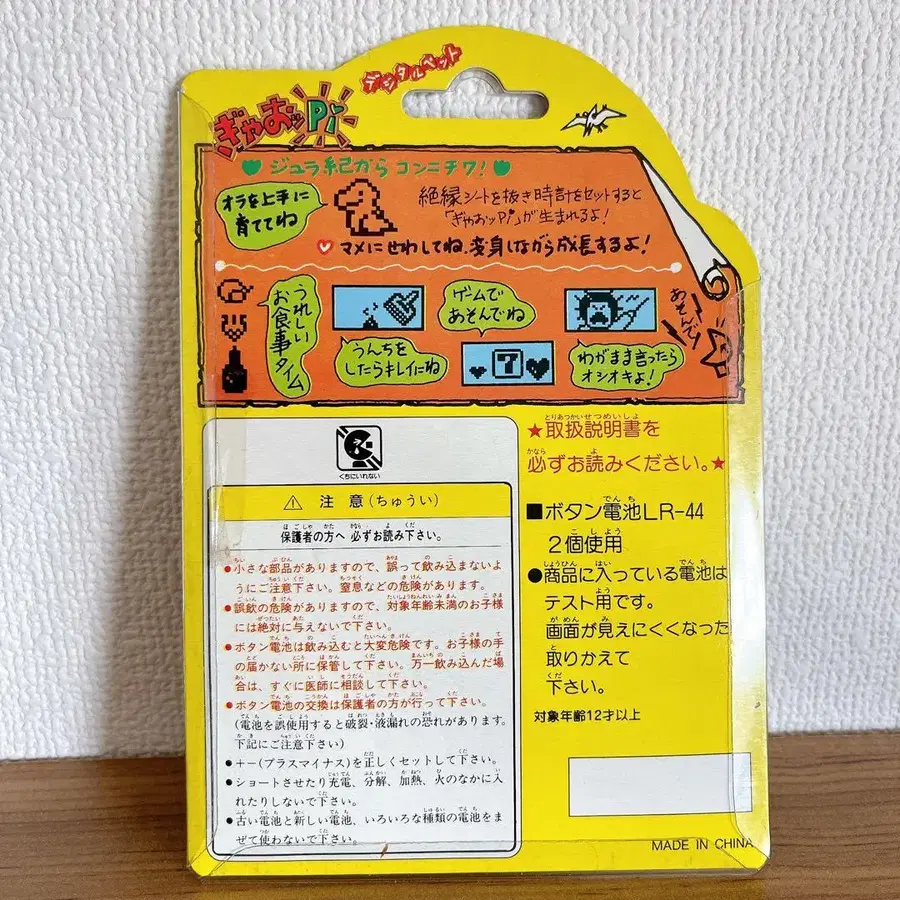 デジタルペット
ぎゃおッPi
ジュラ紀からコンニチワ!
オラを上手に
育ててね
絶縁シートを抜き時計をセットすると
「ぎゃおッPi」が生まれるよ!
マメにせわしてね。変身しながら成長するよ!
うれしい
お食事タイム
うんちを
したらキレイにね
ゲームで
あそんでね
?
わがまま言ったら
オシオキよ!
あそんで!
くちにいれない
⚠ 注意(ちゅうい)
保護者の方へ 必ずお読み下さい。
●小さな部品がありますので、誤って飲み込まないよ
うにご注意下さい。窒息などの危険があります。
●誤飲の危険がありますので、対象年齢未満のお子様
には絶対に与えないで下さい。
●ボタン電池は飲み込むと大変危険です。お子様の手
の届かない所に保管して下さい。万一飲み込んだ場
合は、すぐに医師に相談して下さい。
●ボタン電池の交換は保護者の方が行って下さい。
(電池を誤使用すると破裂・液漏れの恐れがあります。
下記にご注意下さい)
●+-(プラスマイナス)を正しくセットして下さい。
●ショートさせたり充電、分解、加熱、火のなかに入
れたりしないで下さい。
●古い電池と新しい電池、いろいろな種類の電池をま
ぜて使わないで下さい。
★取扱説明書を
必ずお読みください。★
■ボタン電池LR-44
2個使用
●商品に入っている電池は
テスト用です。
画面が見えにくくなった
取りかえて
下さい。
対象年齢12才以上
MADE IN CHINA